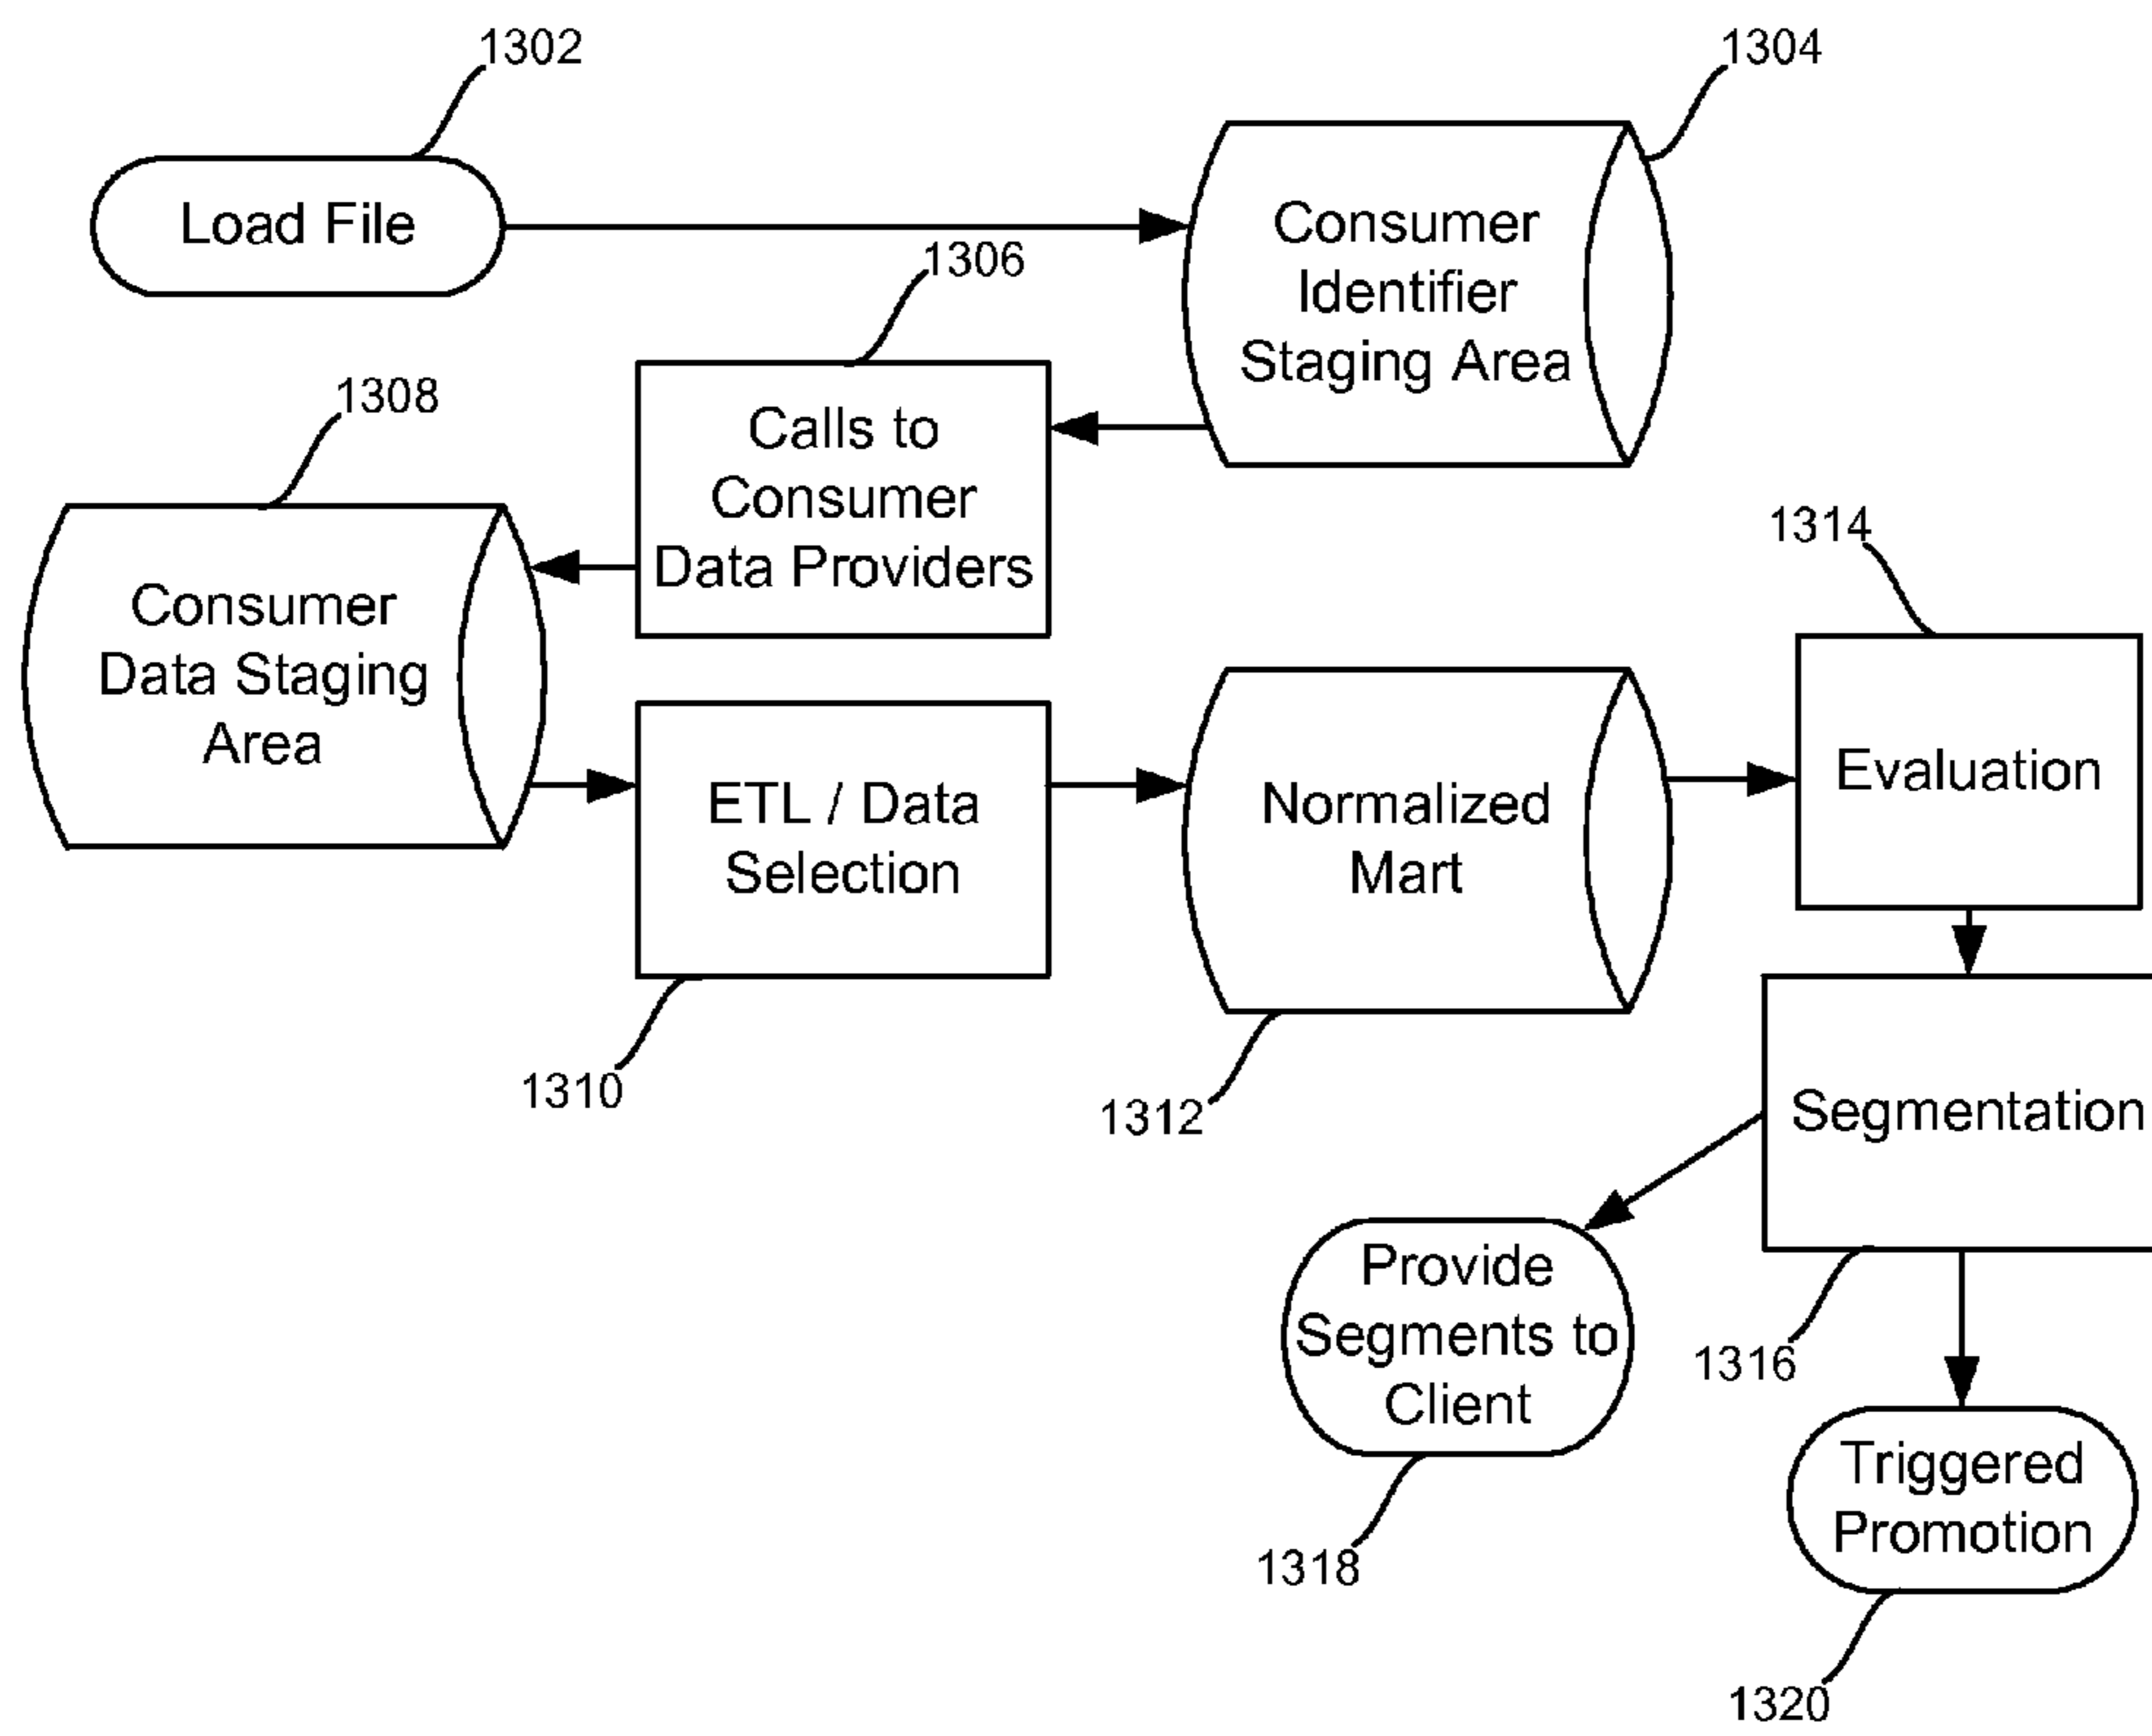 1302
1304
Load File
Consumer
Identifier
Staging Area
1306
Calls to
Consumer
Data Providers
1308
Consumer
Data Staging
Area
1314
ETL / Data
Selection
Normalized
Mart
Evaluation
1310
1312
Segmentation
Provide
Segments to
Client
1316
1318
Triggered
Promotion
1320